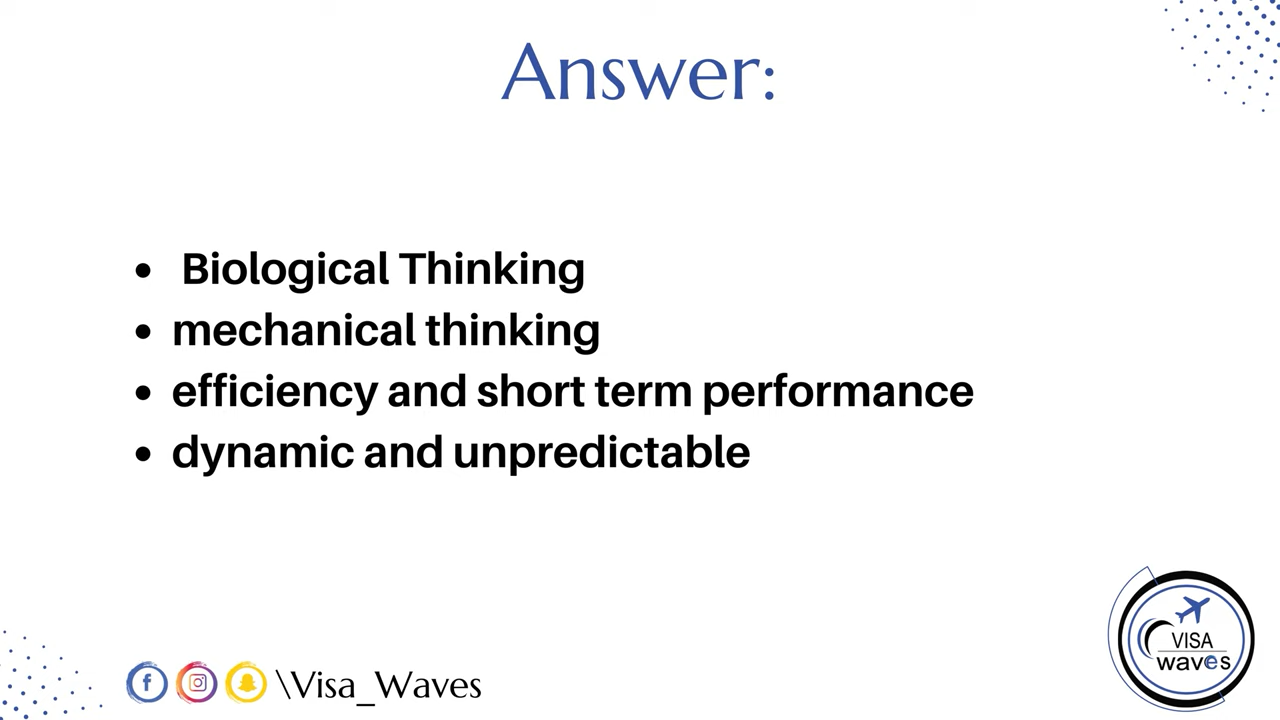 Answer:
• Biological Thinking
• mechanical thinking
• efficiency and short term performance
• dynamic and unpredictable
\Visa_Waves
VISA
waves